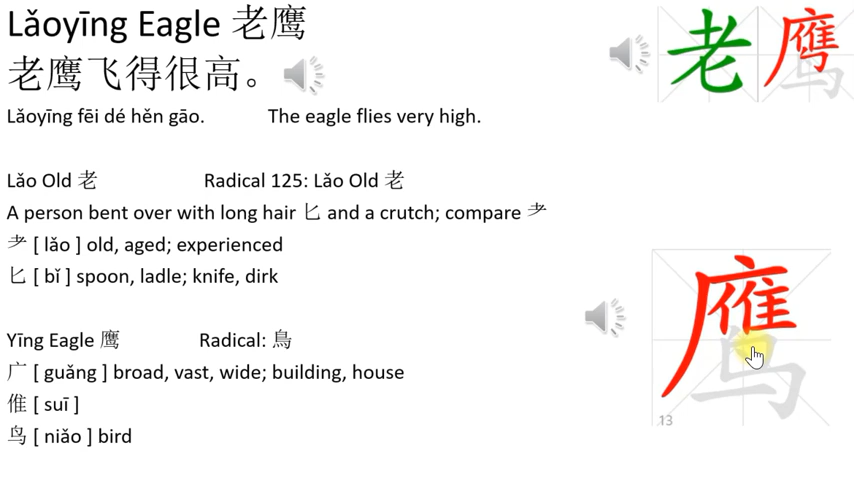 Lǎoyīng Eagle 老鹰
老鹰飞得很高。
Lǎoyīng fēi dé hěn gāo. The eagle flies very high.
老鹰
Lǎo Old 老 Radical 125: Lǎo Old 老
A person bent over with long hair 匕 and a crutch; compare 耂
耂 [ lǎo ] old, aged; experienced
匕 [ bǐ ] spoon, ladle; knife, dirk
Yīng Eagle 鹰 Radical: 鳥
广 [ guǎng ] broad, vast, wide; building, house
倠 [ suī ]
鸟 [ niǎo ] bird
鹰
13